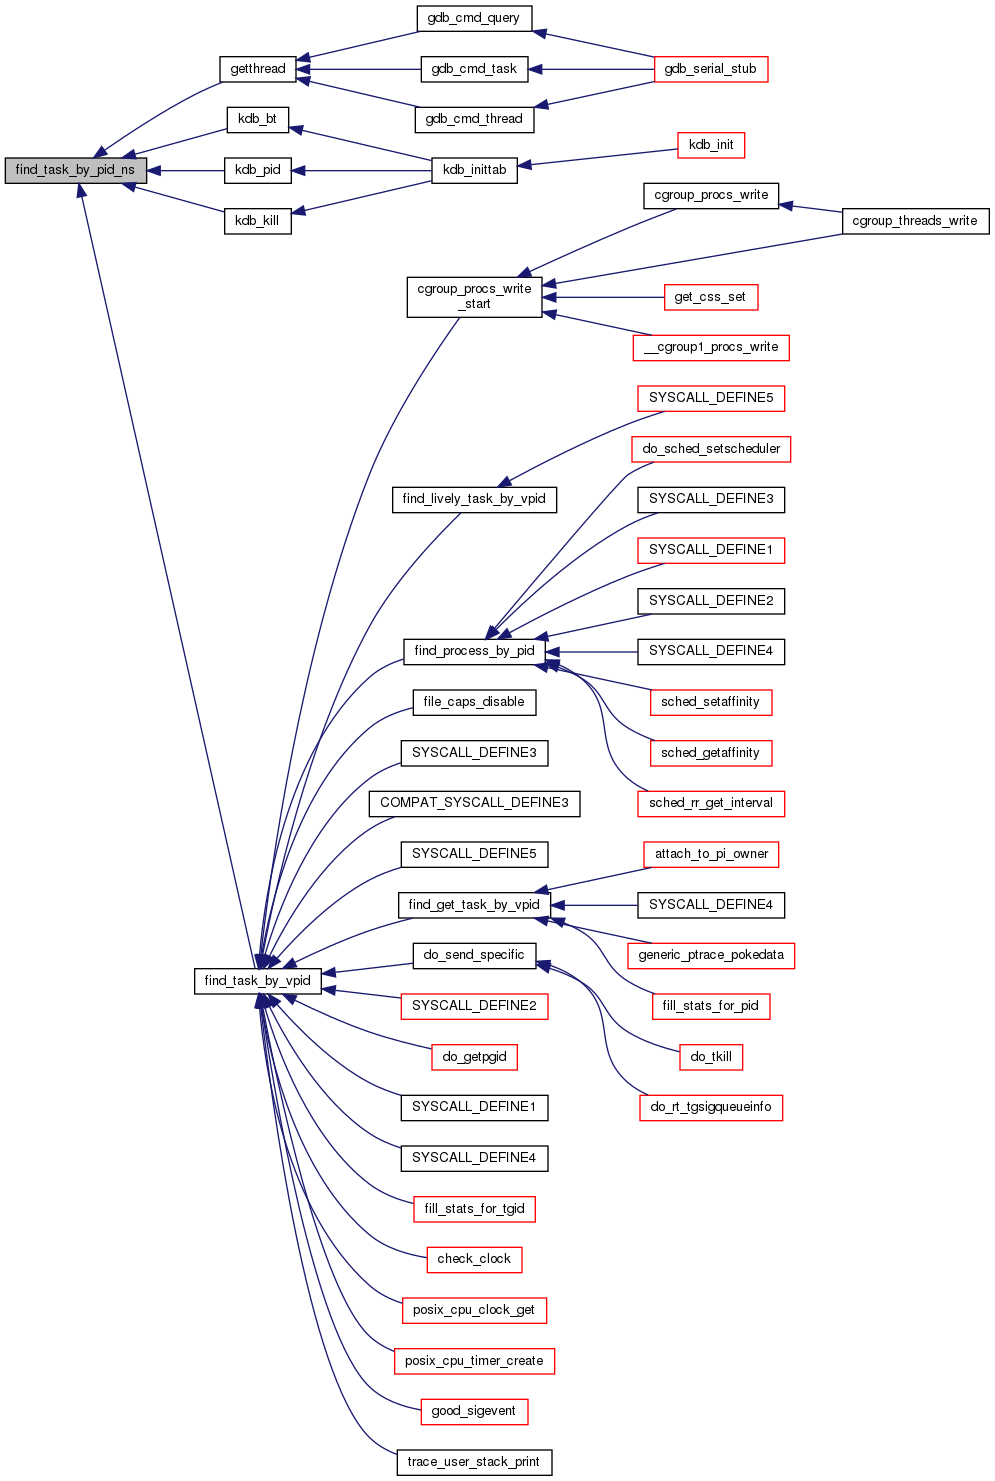 gdb_cmd_query
getthread
gdb_cmd_task
gdb_serial_stub
kdb_bt
gdb_cmd_thread
kdb_init
find_task_by_pid_ns
kdb_pid
kdb_inittab
kdb_kill
cgroup_procs_write
cgroup_threads_write
cgroup_procs_write
_start
get_css_set
__cgroup1_procs_write
SYSCALL_DEFINE5
do_sched_setscheduler
find_lively_task_by_vpid
SYSCALL_DEFINE3
SYSCALL_DEFINE1
SYSCALL_DEFINE2
find_process_by_pid
SYSCALL_DEFINE4
file_caps_disable
sched_setaffinity
SYSCALL_DEFINE3
sched_getaffinity
COMPAT_SYSCALL_DEFINE3
sched_rr_get_interval
SYSCALL_DEFINE5
attach_to_pi_owner
find_get_task_by_vpid
SYSCALL_DEFINE4
do_send_specific
generic_ptrace_pokedata
find_task_by_vpid
SYSCALL_DEFINE2
fill_stats_for_pid
do_getpgid
do_tkill
SYSCALL_DEFINE1
do_rt_tgsigqueueinfo
SYSCALL_DEFINE4
fill_stats_for_tgid
check_clock
posix_cpu_clock_get
posix_cpu_timer_create
good_sigevent
trace_user_stack_print